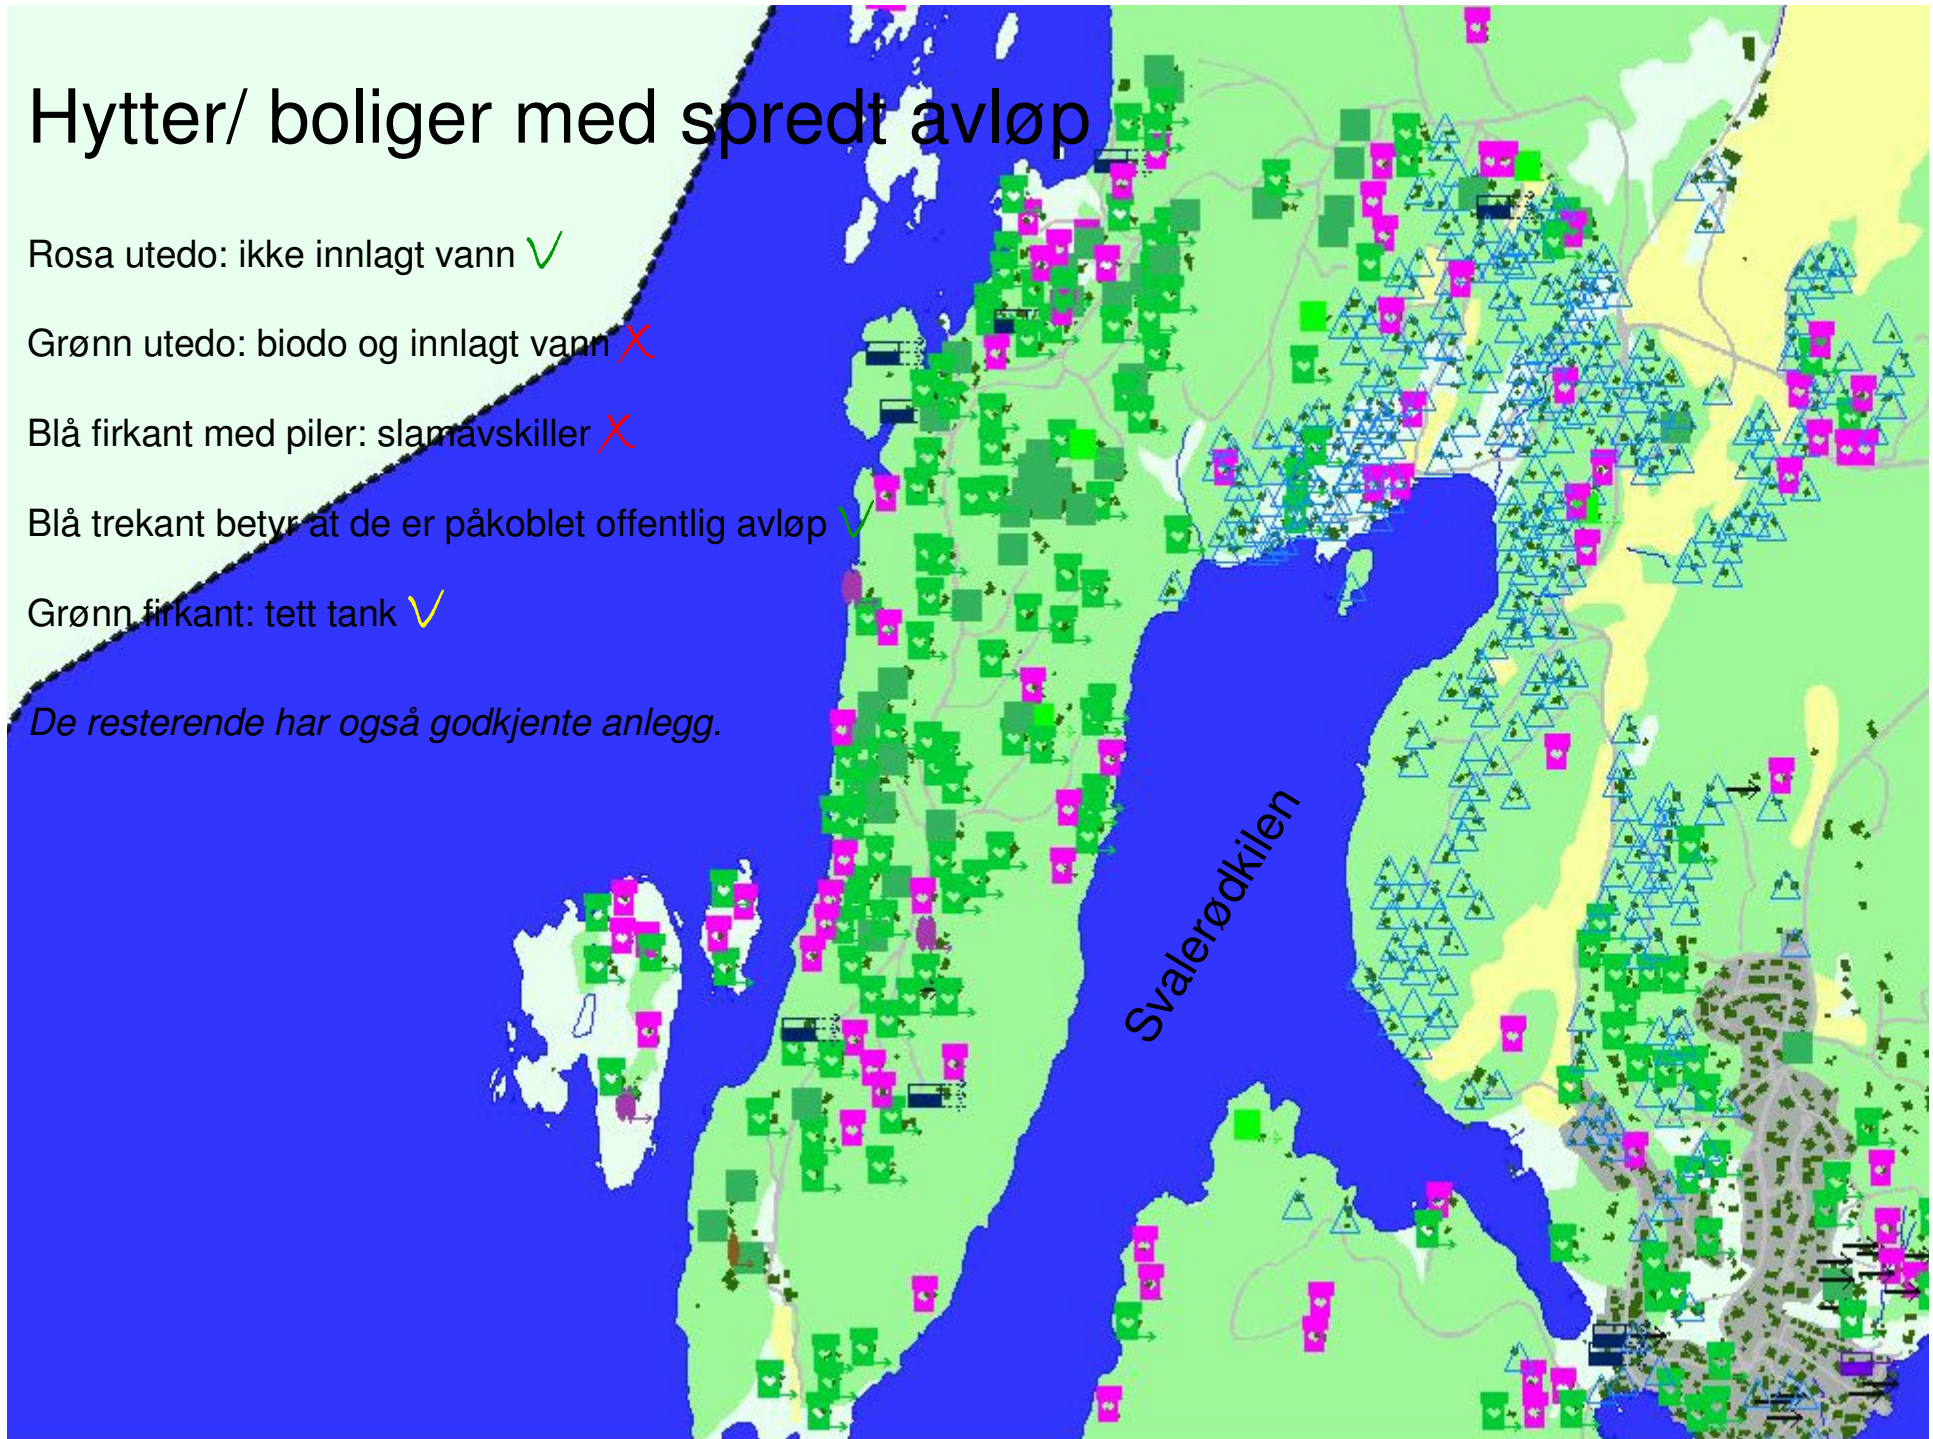 Hytter/ boliger med spredt avløp
Rosa utedo: ikke innlagt vann
Grønn utedo: biodo og innlagt vann
Blå firkant med piler: slamavskiller
Blå trekant betyr at de er påkoblet offentlig avløp
Grønn firkant: tett tank
De resterende har også godkjente anlegg.
Svalerødkilen